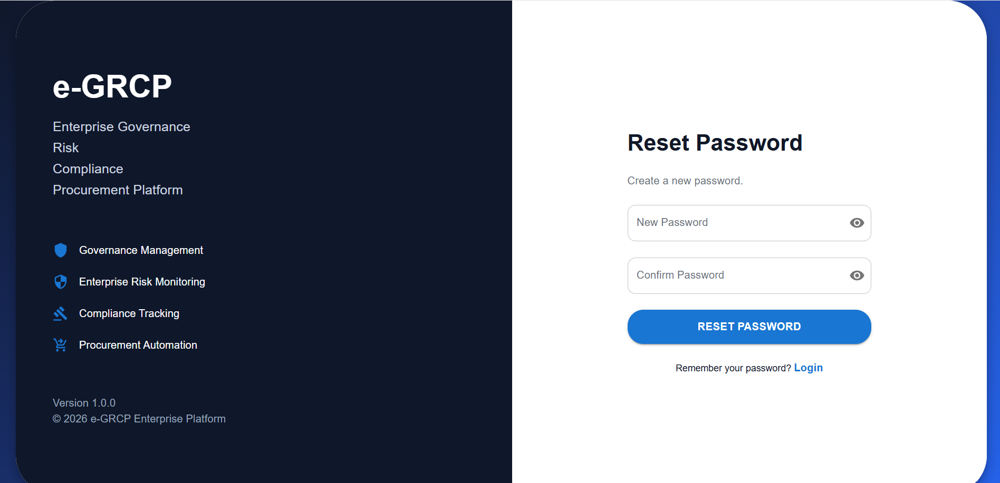 e-GRCP
Enterprise Governance
Risk
Compliance
Procurement Platform
Governance Management
Enterprise Risk Monitoring
Compliance Tracking
Procurement Automation
Version 1.0.0
© 2026 e-GRCP Enterprise Platform
Reset Password
Create a new password.
New Password
Confirm Password
RESET PASSWORD
Remember your password? Login